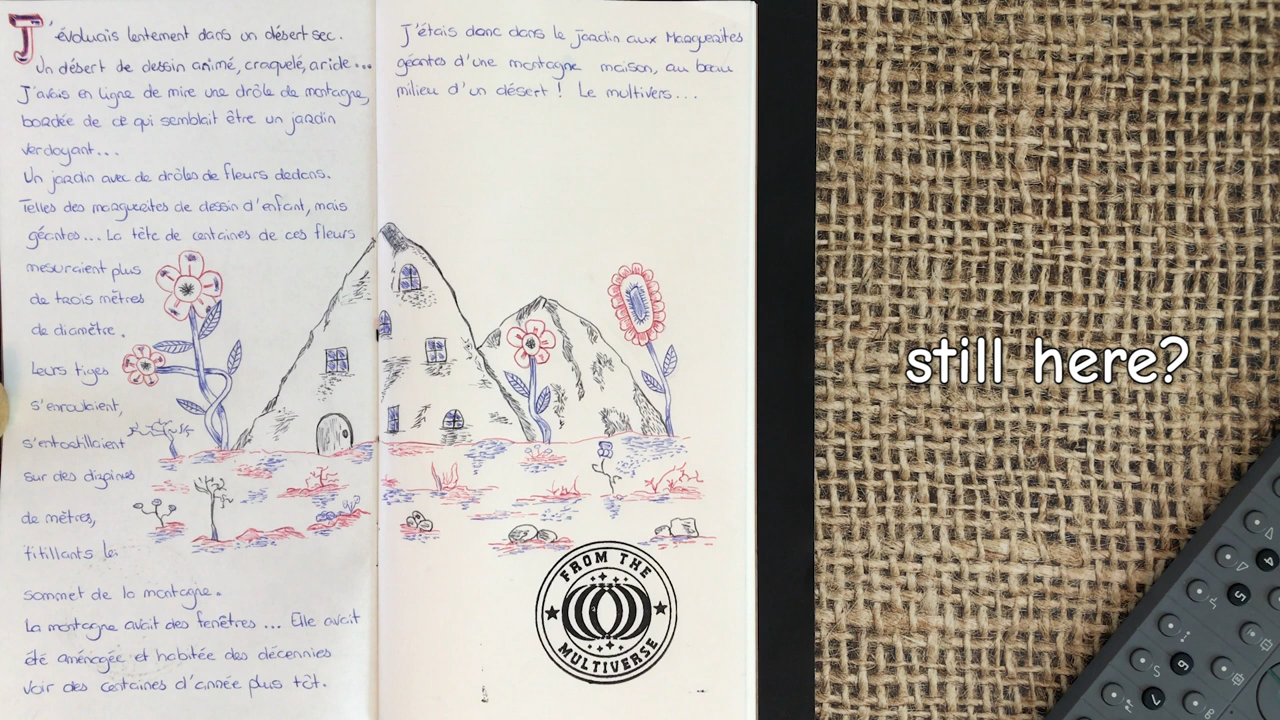 J'évoluais lentement dans un désert sec.
Un désert de dessin animé, craquelé, aride...
J'avais en ligne de mire une drôle de montagne,
bordée de ce qui semblait être un jardin
verdoyant...
Un jardin avec de drôles de fleurs dedans.
Telles des marguerites de dessin d'enfant, mais
géantes... La tête de centaines de ces fleurs
mesuraient plus
de trois mètres
de diamètre.
Leurs tiges
s'enroulaient,
s'entortillaient
sur des dizaines
de mètres,
titillants le
sommet de la montagne.
La montagne avait des fenêtres... Elle avait
été aménagée et habitée des décennies
voir des centaines d'année plus tôt.
J'étais donc dans le jardin aux Marguerites
géantes d'une montagne maison, au beau
milieu d'un désert ! Le multivers...
FROM THE
MULTIVERSE
still here?
4
5
6
7